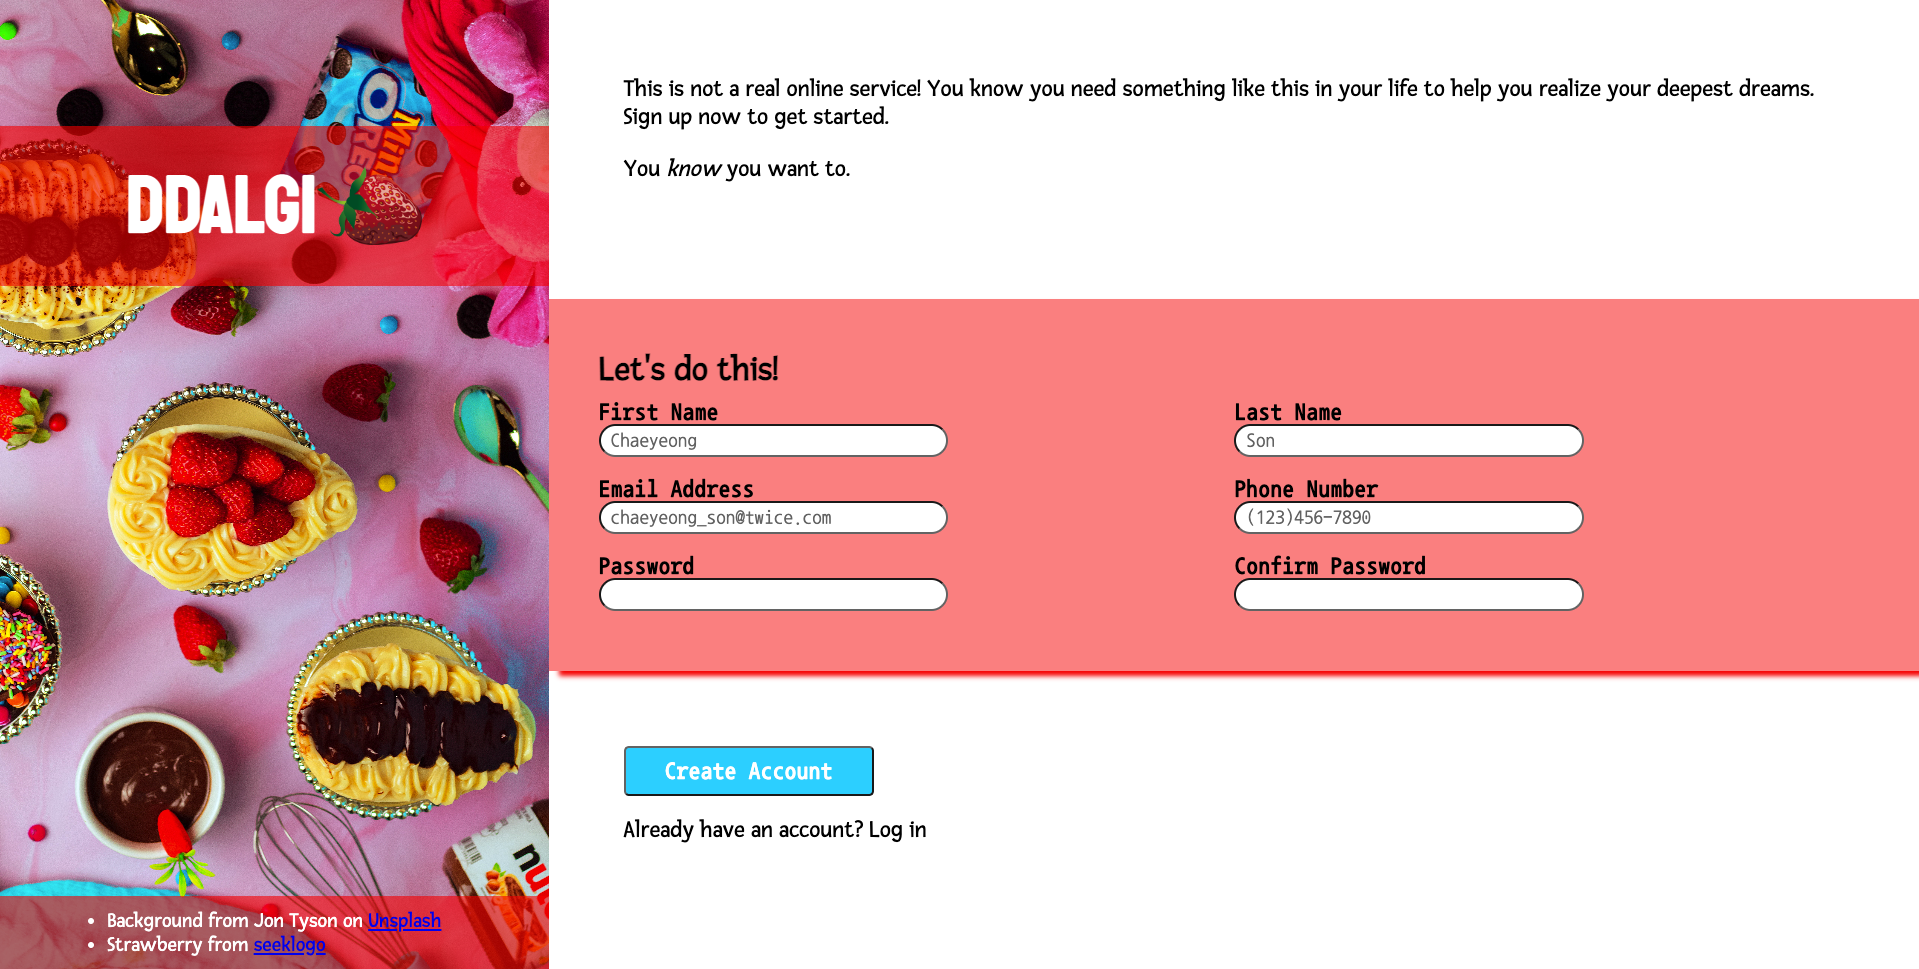 Mini
OREO
DDALGI
This is not a real online service! You know you need something like this in your life to help you realize your deepest dreams.
Sign up now to get started.
You know you want to.
Let's do this!
First Name
Last Name
Chaeyeong
Son
Email Address
Phone Number
chaeyeong_son@twice.com
(123)456-7890
Password
Confirm Password
Create Account
Already have an account? Log in
• Background from Jon Tyson on Unsplash
• Strawberry from seeklogo